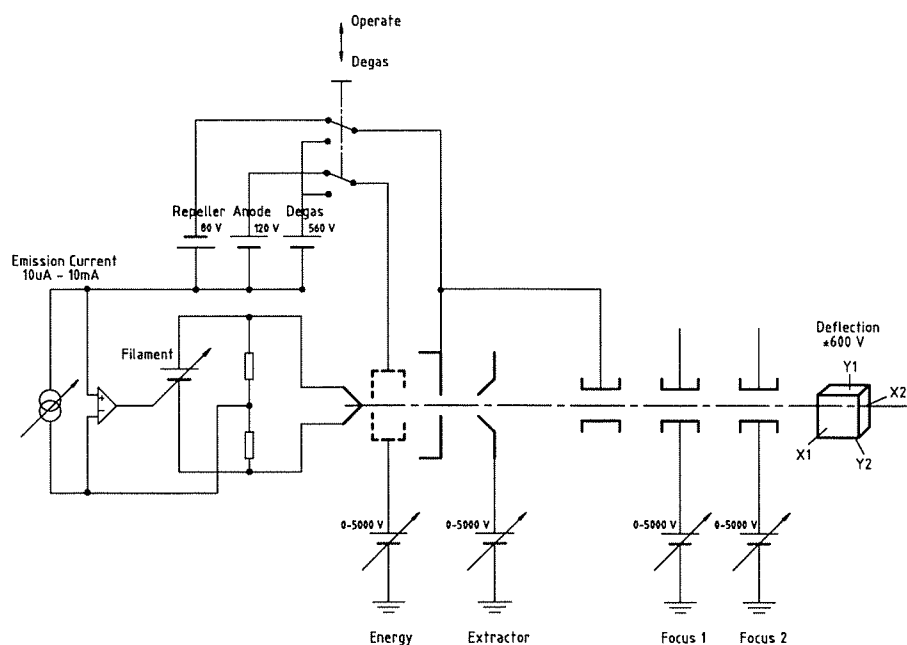 Operate
Degas
Repeller Anode Degas
80 V 120 V 560 V
Emission Current
10uA - 10mA
Filament
+
-
Deflection
±600 V
Y1
X2
X1
Y2
0-5000 V 0-5000 V 0-5000 V 0-5000 V
Energy Extractor Focus 1 Focus 2